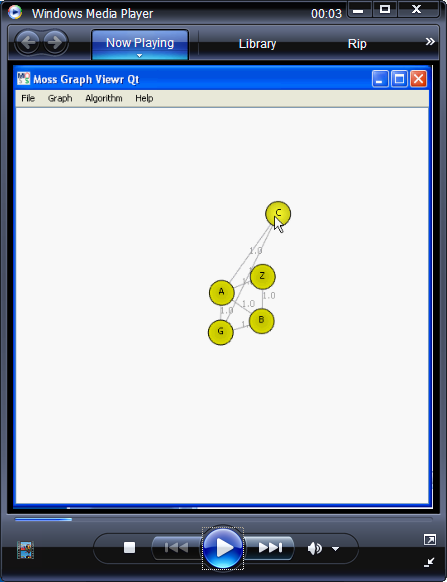 Windows Media Player 00:03
Now Playing Library Rip »
Moss Graph Viewr Qt
File Graph Algorithm Help
C
1.0
Z
A
1.0
1.0
1.0
B
G